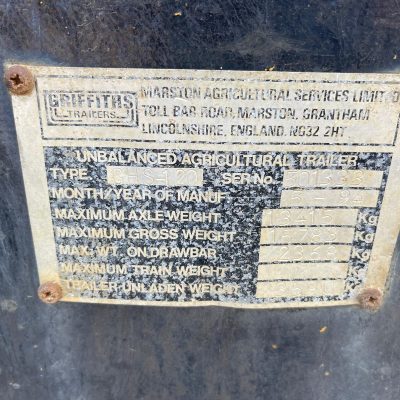 GRIFFITHS
TRAILERS
MARSTON AGRICULTURAL SERVICES LIMITED
TOLL BAR ROAD, MARSTON, GRANTHAM
LINCOLNSHIRE, ENGLAND. NG32 2HT
UNBALANCED AGRICULTURAL TRAILER
TYPE SER No.
MONTH/YEAR OF MANUF.
MAXIMUM AXLE WEIGHT Kg
MAXIMUM GROSS WEIGHT Kg
MAX. WT. ON DRAWBAR Kg
MAXIMUM TRAIN WEIGHT Kg
TRAILER UNLADEN WEIGHT Kg